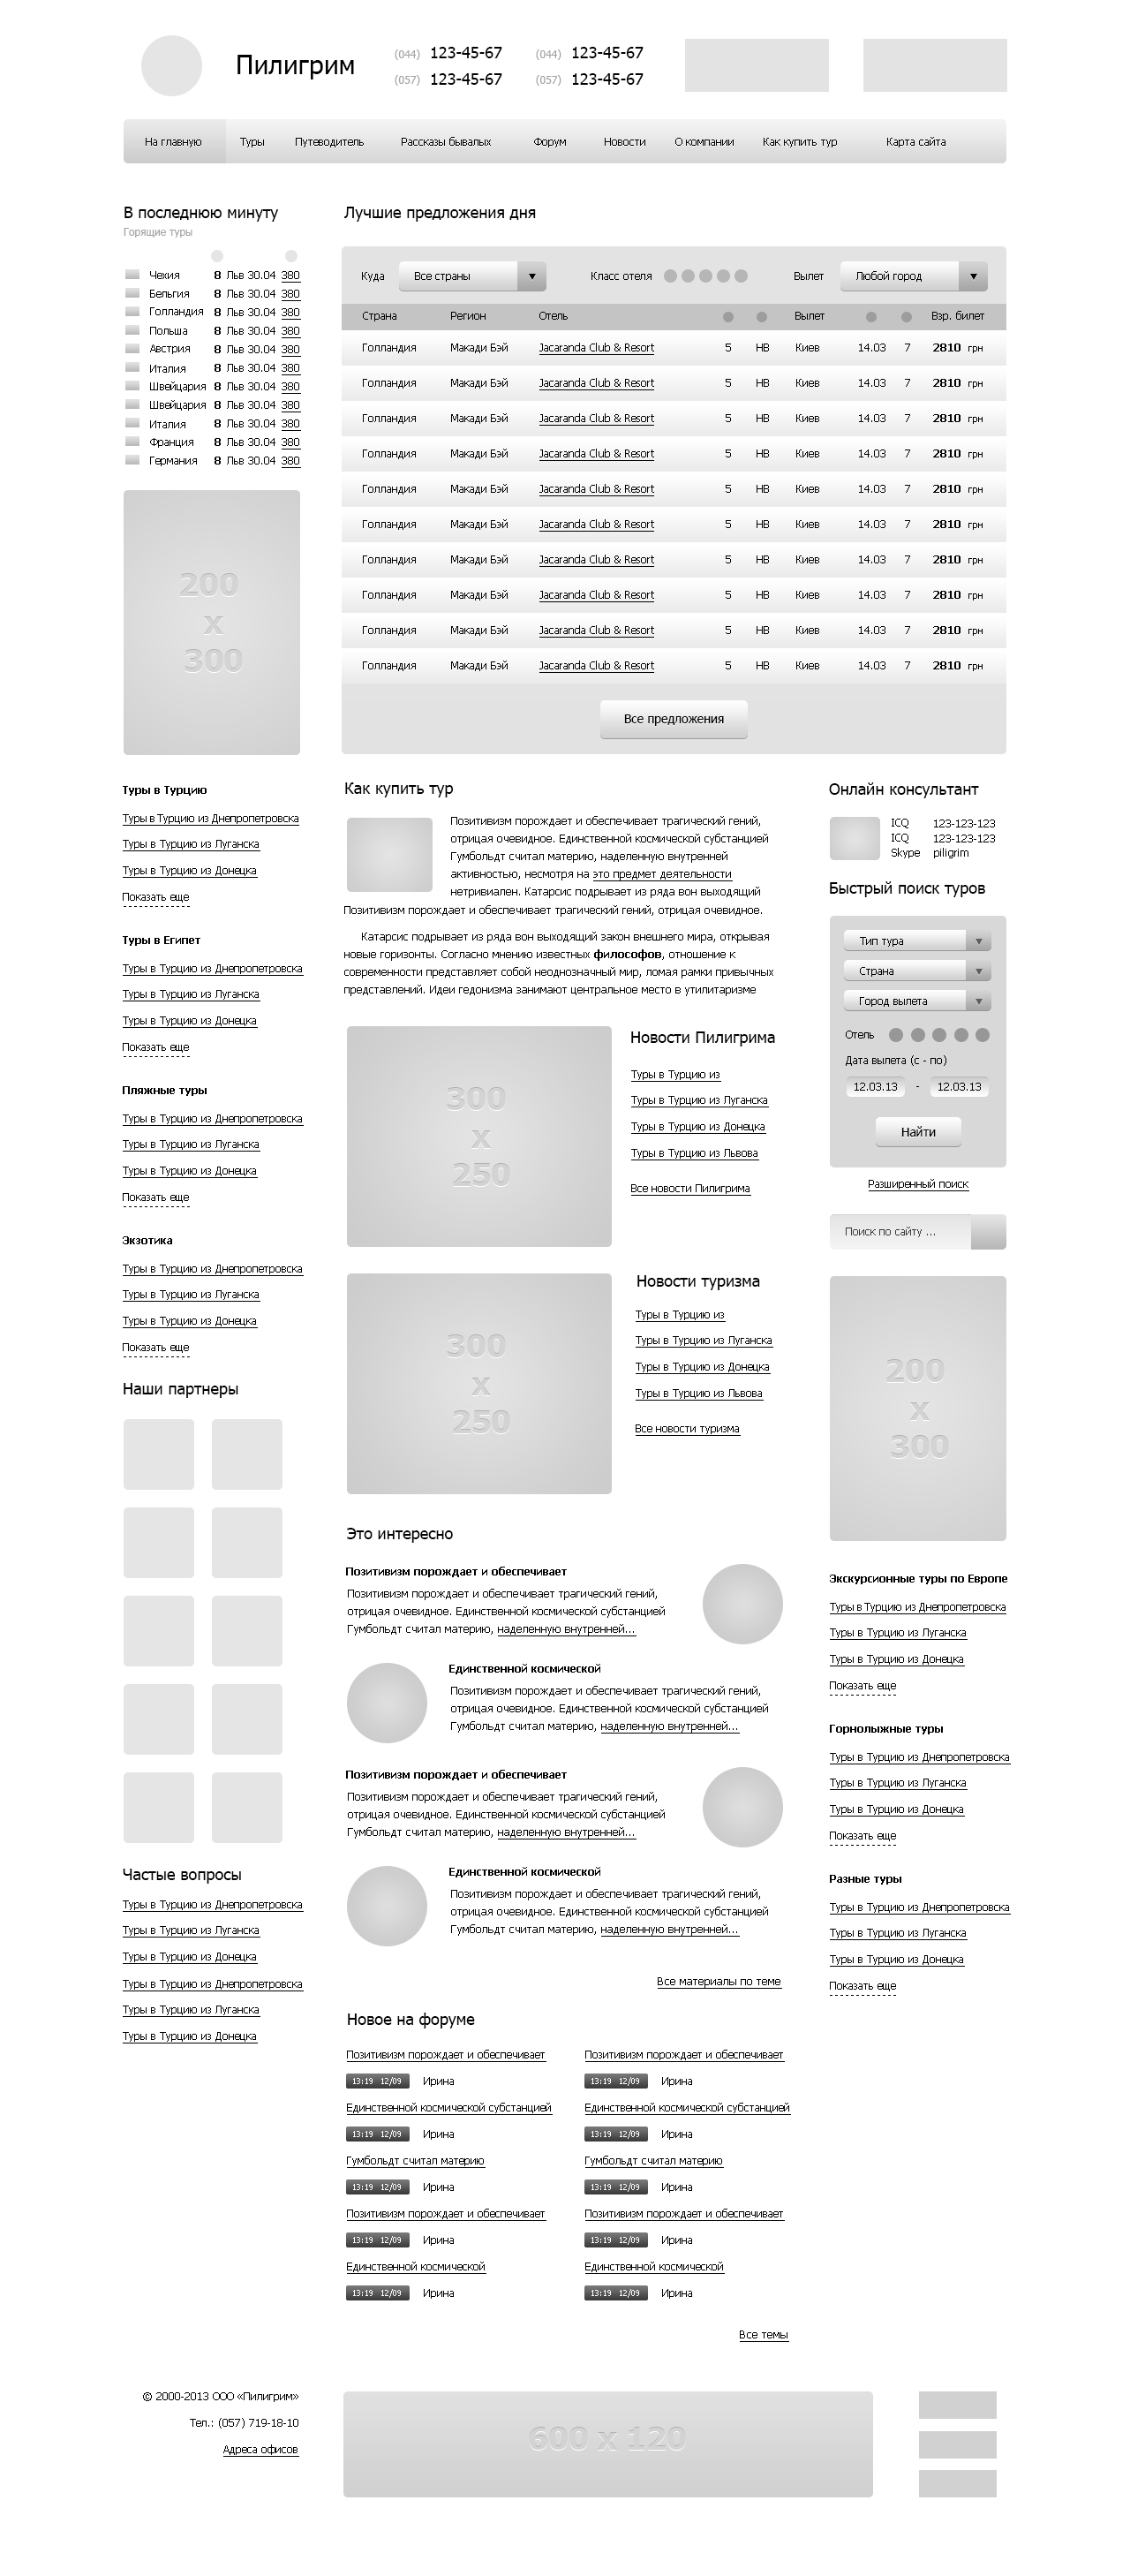 Пилигрим
(044) 123-45-67 (044) 123-45-67
(057) 123-45-67 (057) 123-45-67
На главную Туры Путеводитель Рассказы бывалых Форум Новости О компании Как купить тур Карта сайта
В последнюю минуту
Горящие туры
Чехия 8 Льв 30.04 380
Бельгия 8 Льв 30.04 380
Голландия 8 Льв 30.04 380
Польша 8 Льв 30.04 380
Австрия 8 Льв 30.04 380
Италия 8 Льв 30.04 380
Швейцария 8 Льв 30.04 380
Швейцария 8 Льв 30.04 380
Италия 8 Льв 30.04 380
Франция 8 Льв 30.04 380
Германия 8 Льв 30.04 380
200
x
300
Лучшие предложения дня
Куда Все страны Класс отеля Вылет Любой город
Страна Регион Отель Вылет Взр. билет
Голландия Макади Бэй Jacaranda Club & Resort 5 HB Киев 14.03 7 2810 грн
Голландия Макади Бэй Jacaranda Club & Resort 5 HB Киев 14.03 7 2810 грн
Голландия Макади Бэй Jacaranda Club & Resort 5 HB Киев 14.03 7 2810 грн
Голландия Макади Бэй Jacaranda Club & Resort 5 HB Киев 14.03 7 2810 грн
Голландия Макади Бэй Jacaranda Club & Resort 5 HB Киев 14.03 7 2810 грн
Голландия Макади Бэй Jacaranda Club & Resort 5 HB Киев 14.03 7 2810 грн
Голландия Макади Бэй Jacaranda Club & Resort 5 HB Киев 14.03 7 2810 грн
Голландия Макади Бэй Jacaranda Club & Resort 5 HB Киев 14.03 7 2810 грн
Голландия Макади Бэй Jacaranda Club & Resort 5 HB Киев 14.03 7 2810 грн
Голландия Макади Бэй Jacaranda Club & Resort 5 HB Киев 14.03 7 2810 грн
Все предложения
Туры в Турцию
Туры в Турцию из Днепропетровска
Туры в Турцию из Луганска
Туры в Турцию из Донецка
Показать еще
Туры в Египет
Туры в Турцию из Днепропетровска
Туры в Турцию из Луганска
Туры в Турцию из Донецка
Показать еще
Пляжные туры
Туры в Турцию из Днепропетровска
Туры в Турцию из Луганска
Туры в Турцию из Донецка
Показать еще
Экзотика
Туры в Турцию из Днепропетровска
Туры в Турцию из Луганска
Туры в Турцию из Донецка
Показать еще
Наши партнеры
Частые вопросы
Туры в Турцию из Днепропетровска
Туры в Турцию из Луганска
Туры в Турцию из Донецка
Туры в Турцию из Днепропетровска
Туры в Турцию из Луганска
Туры в Турцию из Донецка
Как купить тур
Позитивизм порождает и обеспечивает трагический гений,
отрицая очевидное. Единственной космической субстанцией
Гумбольдт считал материю, наделенную внутренней
активностью, несмотря на это предмет деятельности
нетривиален. Катарсис подрывает из ряда вон выходящий
Позитивизм порождает и обеспечивает трагический гений, отрицая очевидное.
Катарсис подрывает из ряда вон выходящий закон внешнего мира, открывая
новые горизонты. Согласно мнению известных философов, отношение к
современности представляет собой неоднозначный мир, ломая рамки привычных
представлений. Идеи гедонизма занимают центральное место в утилитаризме
300
x
250
Новости Пилигрима
Туры в Турцию из
Туры в Турцию из Луганска
Туры в Турцию из Донецка
Туры в Турцию из Львова
Все новости Пилигрима
300
x
250
Новости туризма
Туры в Турцию из
Туры в Турцию из Луганска
Туры в Турцию из Донецка
Туры в Турцию из Львова
Все новости туризма
Это интересно
Позитивизм порождает и обеспечивает
Позитивизм порождает и обеспечивает трагический гений,
отрицая очевидное. Единственной космической субстанцией
Гумбольдт считал материю, наделенную внутренней...
Единственной космической
Позитивизм порождает и обеспечивает трагический гений,
отрицая очевидное. Единственной космической субстанцией
Гумбольдт считал материю, наделенную внутренней...
Позитивизм порождает и обеспечивает
Позитивизм порождает и обеспечивает трагический гений,
отрицая очевидное. Единственной космической субстанцией
Гумбольдт считал материю, наделенную внутренней...
Единственной космической
Позитивизм порождает и обеспечивает трагический гений,
отрицая очевидное. Единственной космической субстанцией
Гумбольдт считал материю, наделенную внутренней...
Все материалы по теме
Новое на форуме
Позитивизм порождает и обеспечивает Позитивизм порождает и обеспечивает
13:19 12/09 Ирина 13:19 12/09 Ирина
Единственной космической субстанцией Единственной космической субстанцией
13:19 12/09 Ирина 13:19 12/09 Ирина
Гумбольдт считал материю Гумбольдт считал материю
13:19 12/09 Ирина 13:19 12/09 Ирина
Позитивизм порождает и обеспечивает Позитивизм порождает и обеспечивает
13:19 12/09 Ирина 13:19 12/09 Ирина
Единственной космической Единственной космической
13:19 12/09 Ирина 13:19 12/09 Ирина
Все темы
Онлайн консультант
ICQ 123-123-123
ICQ 123-123-123
Skype piligrim
Быстрый поиск туров
Тип тура
Страна
Город вылета
Отель
Дата вылета (с - по)
12.03.13 - 12.03.13
Найти
Разширенный поиск
Поиск по сайту ...
200
x
300
Экскурсионные туры по Европе
Туры в Турцию из Днепропетровска
Туры в Турцию из Луганска
Туры в Турцию из Донецка
Показать еще
Горнолыжные туры
Туры в Турцию из Днепропетровска
Туры в Турцию из Луганска
Туры в Турцию из Донецка
Показать еще
Разные туры
Туры в Турцию из Днепропетровска
Туры в Турцию из Луганска
Туры в Турцию из Донецка
Показать еще
© 2000-2013 ООО «Пилигрим»
Тел.: (057) 719-18-10
Адреса офисов
600 x 120